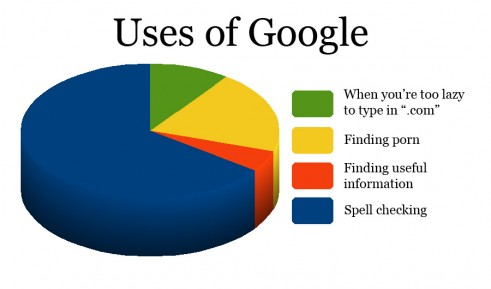 Uses of Google
When you're too lazy
to type in “.com”
Finding porn
Finding useful
information
Spell checking